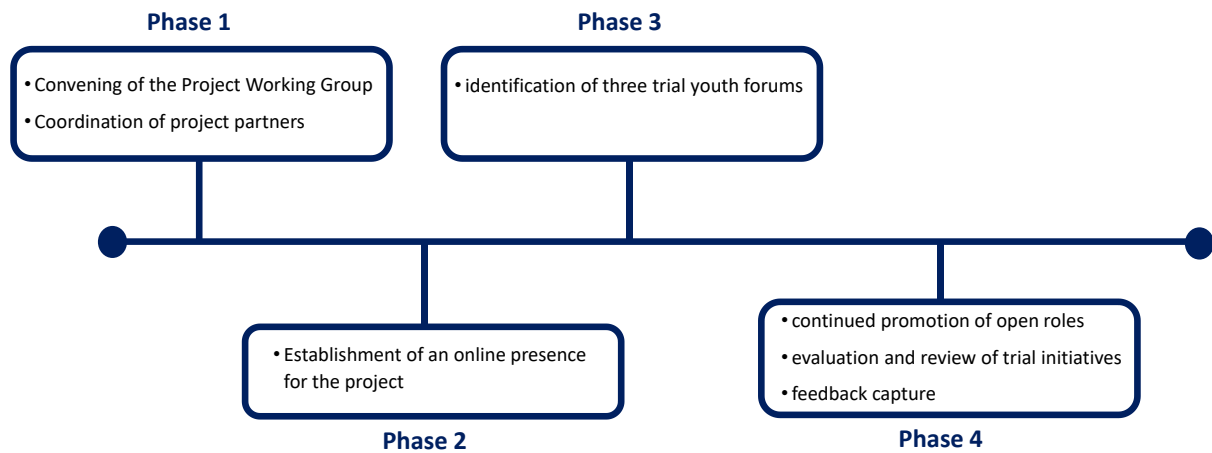 Phase 1
• Convening of the Project Working Group
• Coordination of project partners
Phase 3
• identification of three trial youth forums
• Establishment of an online presence
for the project
Phase 2
• continued promotion of open roles
• evaluation and review of trial initiatives
• feedback capture
Phase 4